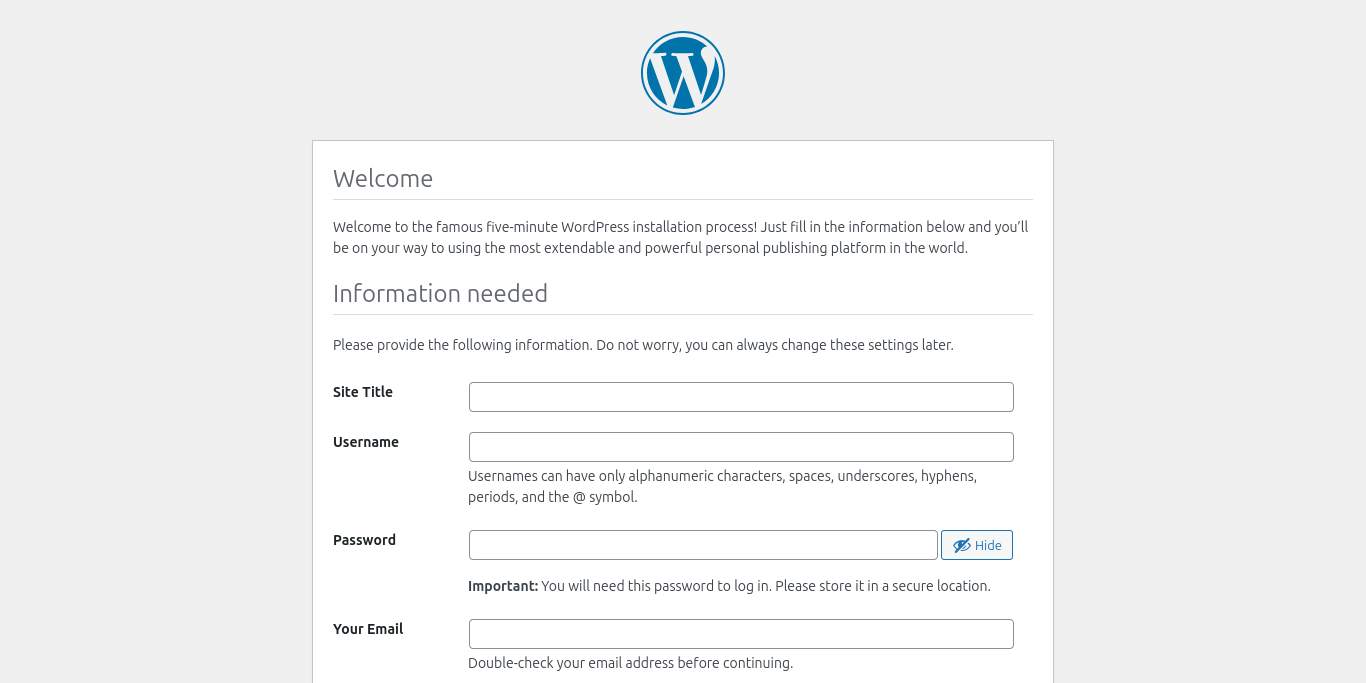 Welcome
Welcome to the famous five-minute WordPress installation process! Just fill in the information below and you’ll
be on your way to using the most extendable and powerful personal publishing platform in the world.
Information needed
Please provide the following information. Do not worry, you can always change these settings later.
Site Title
Username
Usernames can have only alphanumeric characters, spaces, underscores, hyphens,
periods, and the @ symbol.
Password
Hide
Important: You will need this password to log in. Please store it in a secure location.
Your Email
Double-check your email address before continuing.